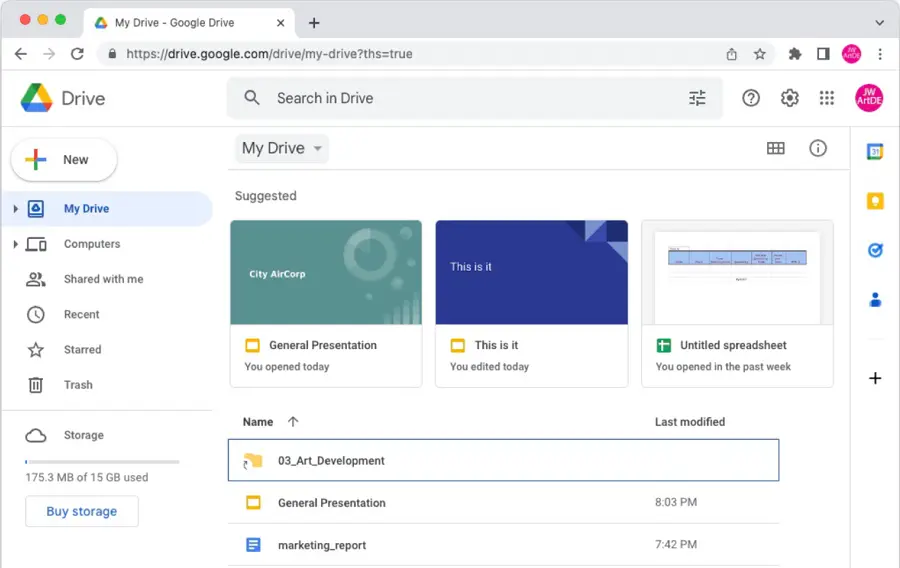 My Drive - Google Drive
https://drive.google.com/drive/my-drive?ths=true
JW ArtDE
Drive
Search in Drive
JW
ArtDE
New
My Drive
31
My Drive
Computers
Shared with me
Recent
Starred
Trash
Storage
175.3 MB of 15 GB used
Buy storage
Suggested
City AirCorp
General Presentation
You opened today
This is it
This is it
You edited today
Untitled spreadsheet
You opened in the past week
Name
Last modified
03_Art_Development
General Presentation
8:03 PM
marketing_report
7:42 PM